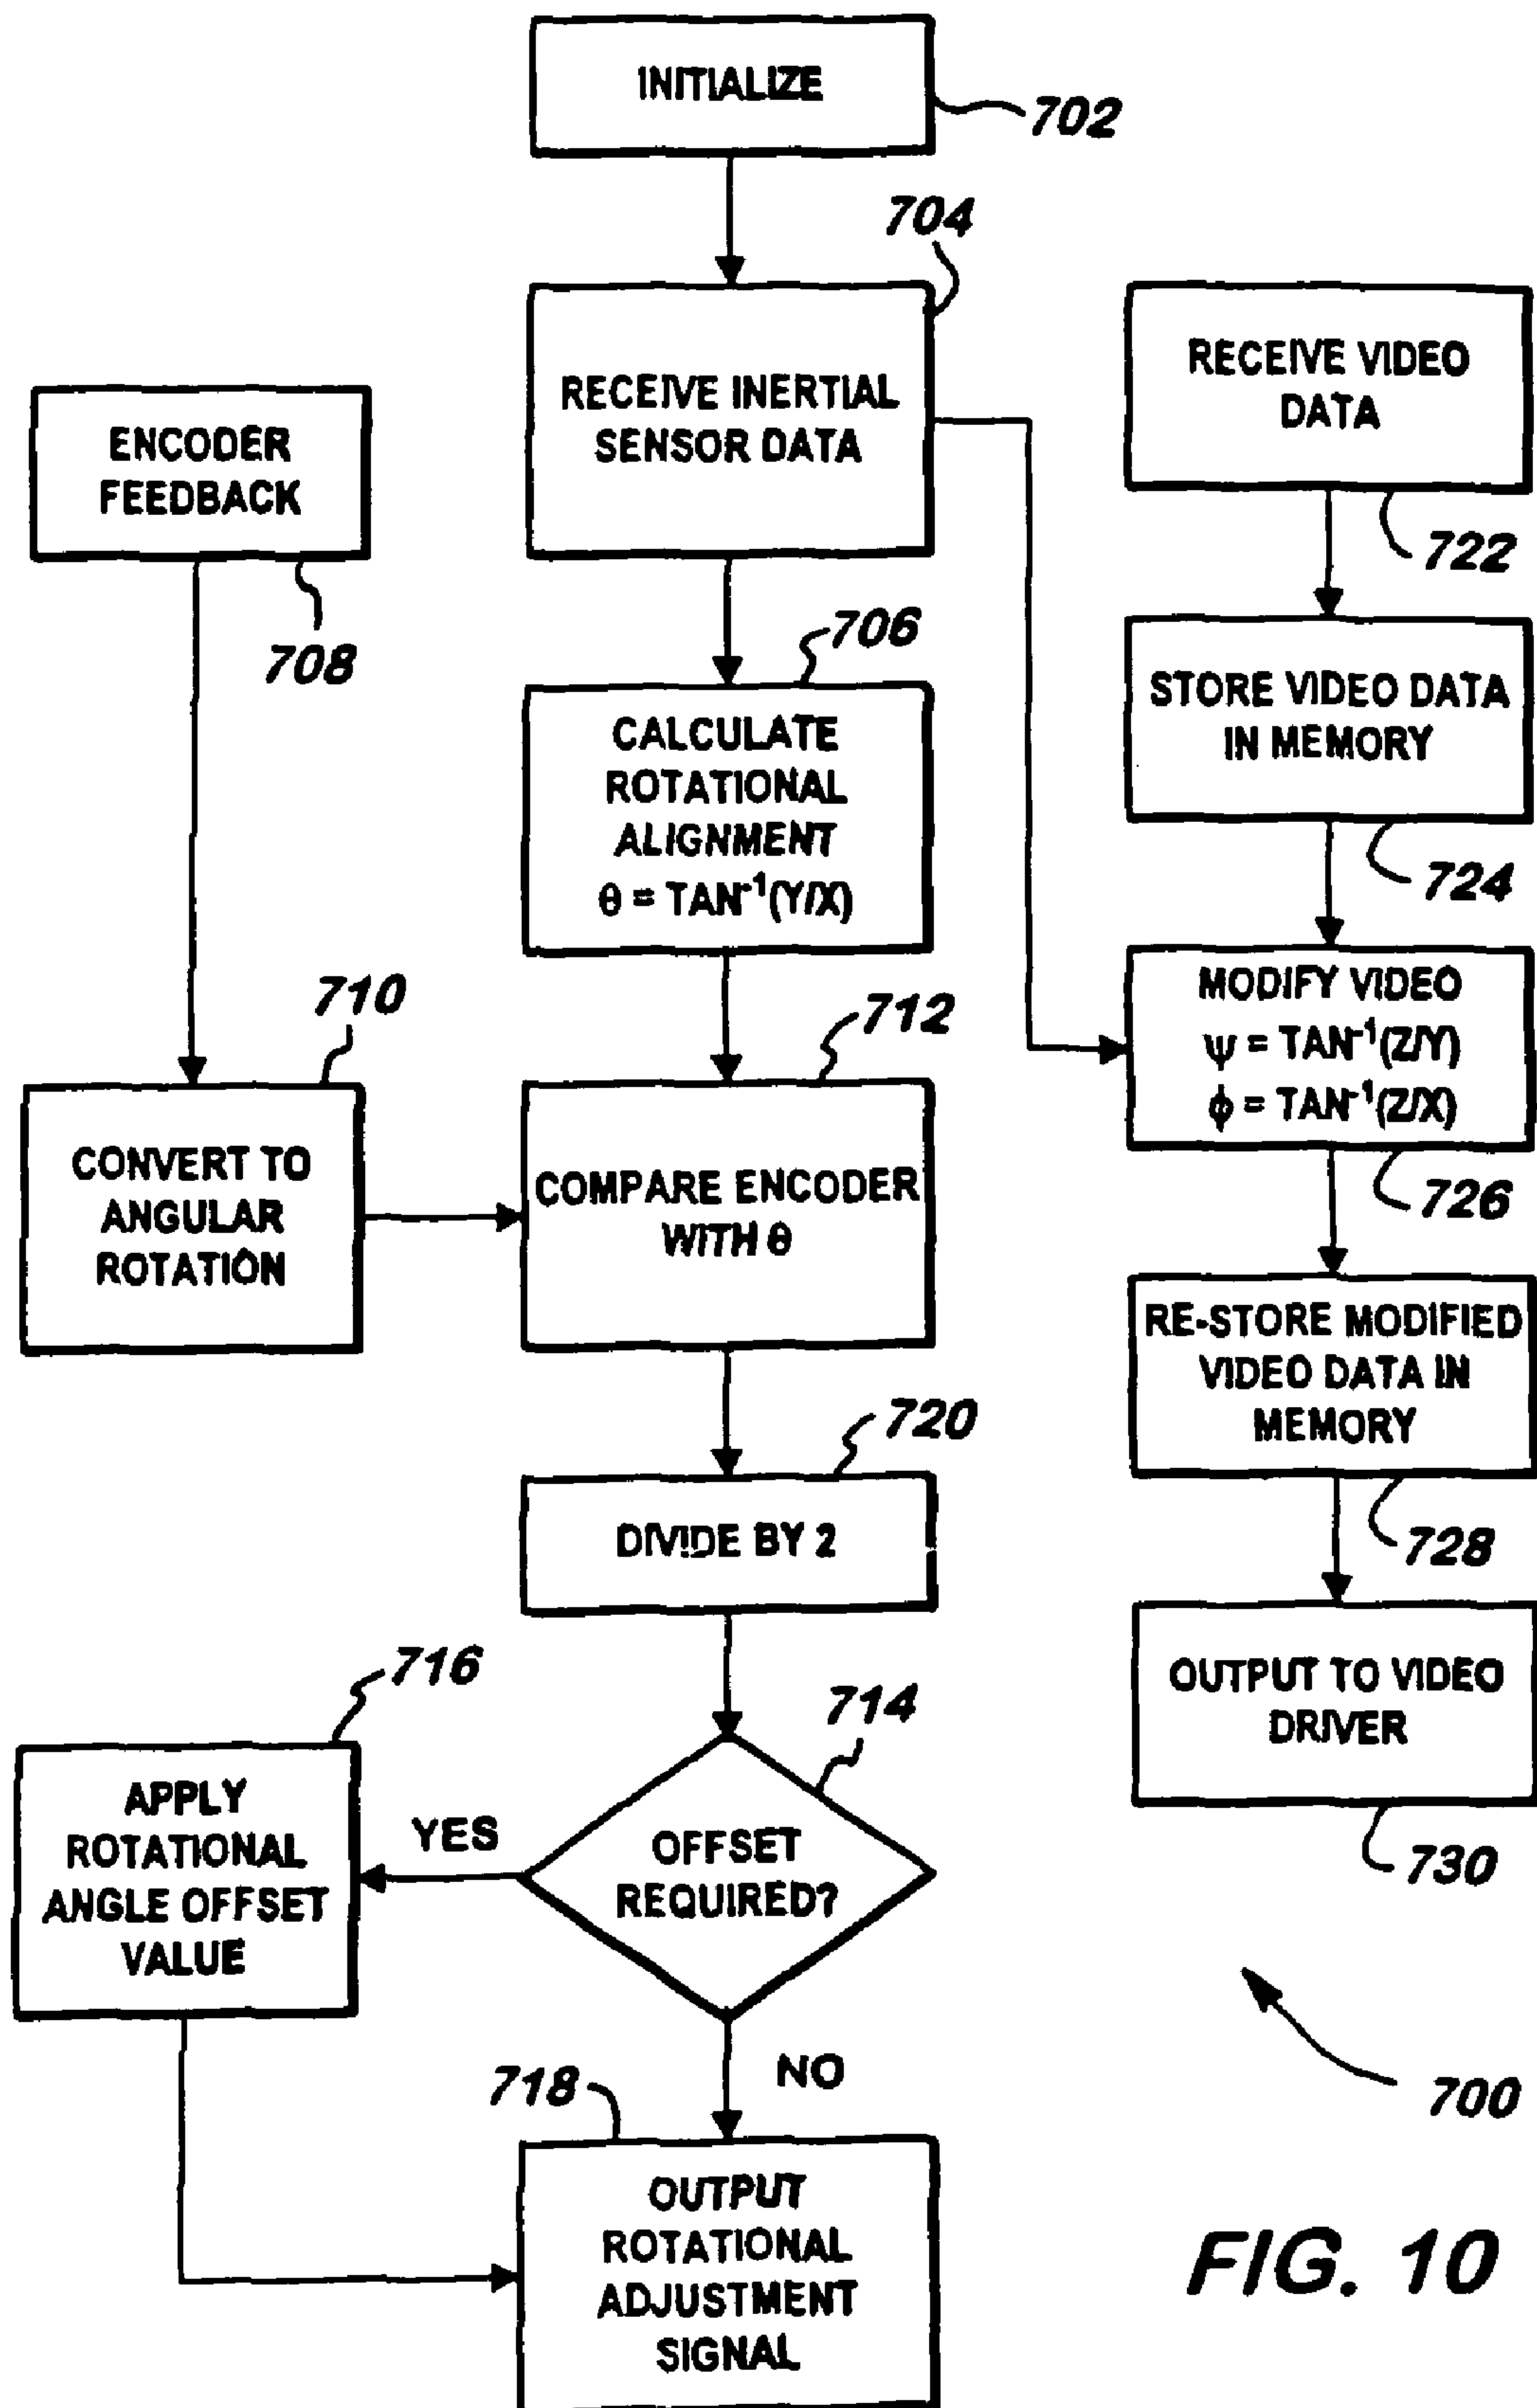 INITIALIZE
702
704
RECEIVE INERTIAL
SENSOR DATA
RECEIVE VIDEO
DATA
722
ENCODER
FEEDBACK
708
706
CALCULATE
ROTATIONAL
ALIGNMENT
θ = TAN⁻¹(Y/X)
STORE VIDEO DATA
IN MEMORY
724
710
CONVERT TO
ANGULAR
ROTATION
712
COMPARE ENCODER
WITH θ
MODIFY VIDEO
ψ = TAN⁻¹(Z/Y)
ϕ = TAN⁻¹(Z/X)
726
RE-STORE MODIFIED
VIDEO DATA IN
MEMORY
728
720
DIVIDE BY 2
OUTPUT TO VIDEO
DRIVER
730
716
APPLY
ROTATIONAL
ANGLE OFFSET
VALUE
YES
714
OFFSET
REQUIRED?
NO
718
OUTPUT
ROTATIONAL
ADJUSTMENT
SIGNAL
700
FIG. 10